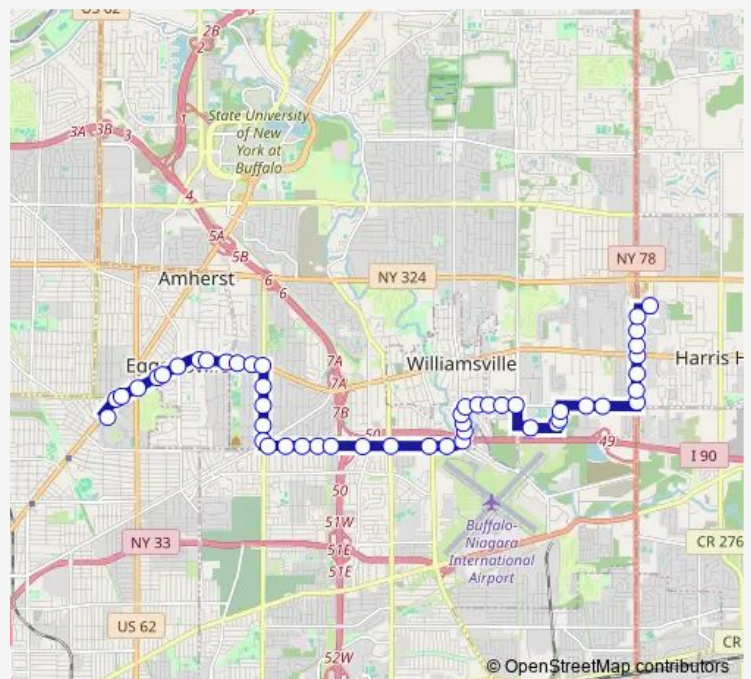 US 62
2B
2
1
State University
of New
York at
Buffalo
3A
3B
3
4
5A
5B
Amherst
6
6
NY 324
NY 78
7A
7A
7B
Williamsville
Harris H
50
49
I 90
50
51W
51E
51E
NY 33
Buffalo-
Niagara
International
Airport
CR 276
US 62
CR
52W
© OpenStreetMap contributors